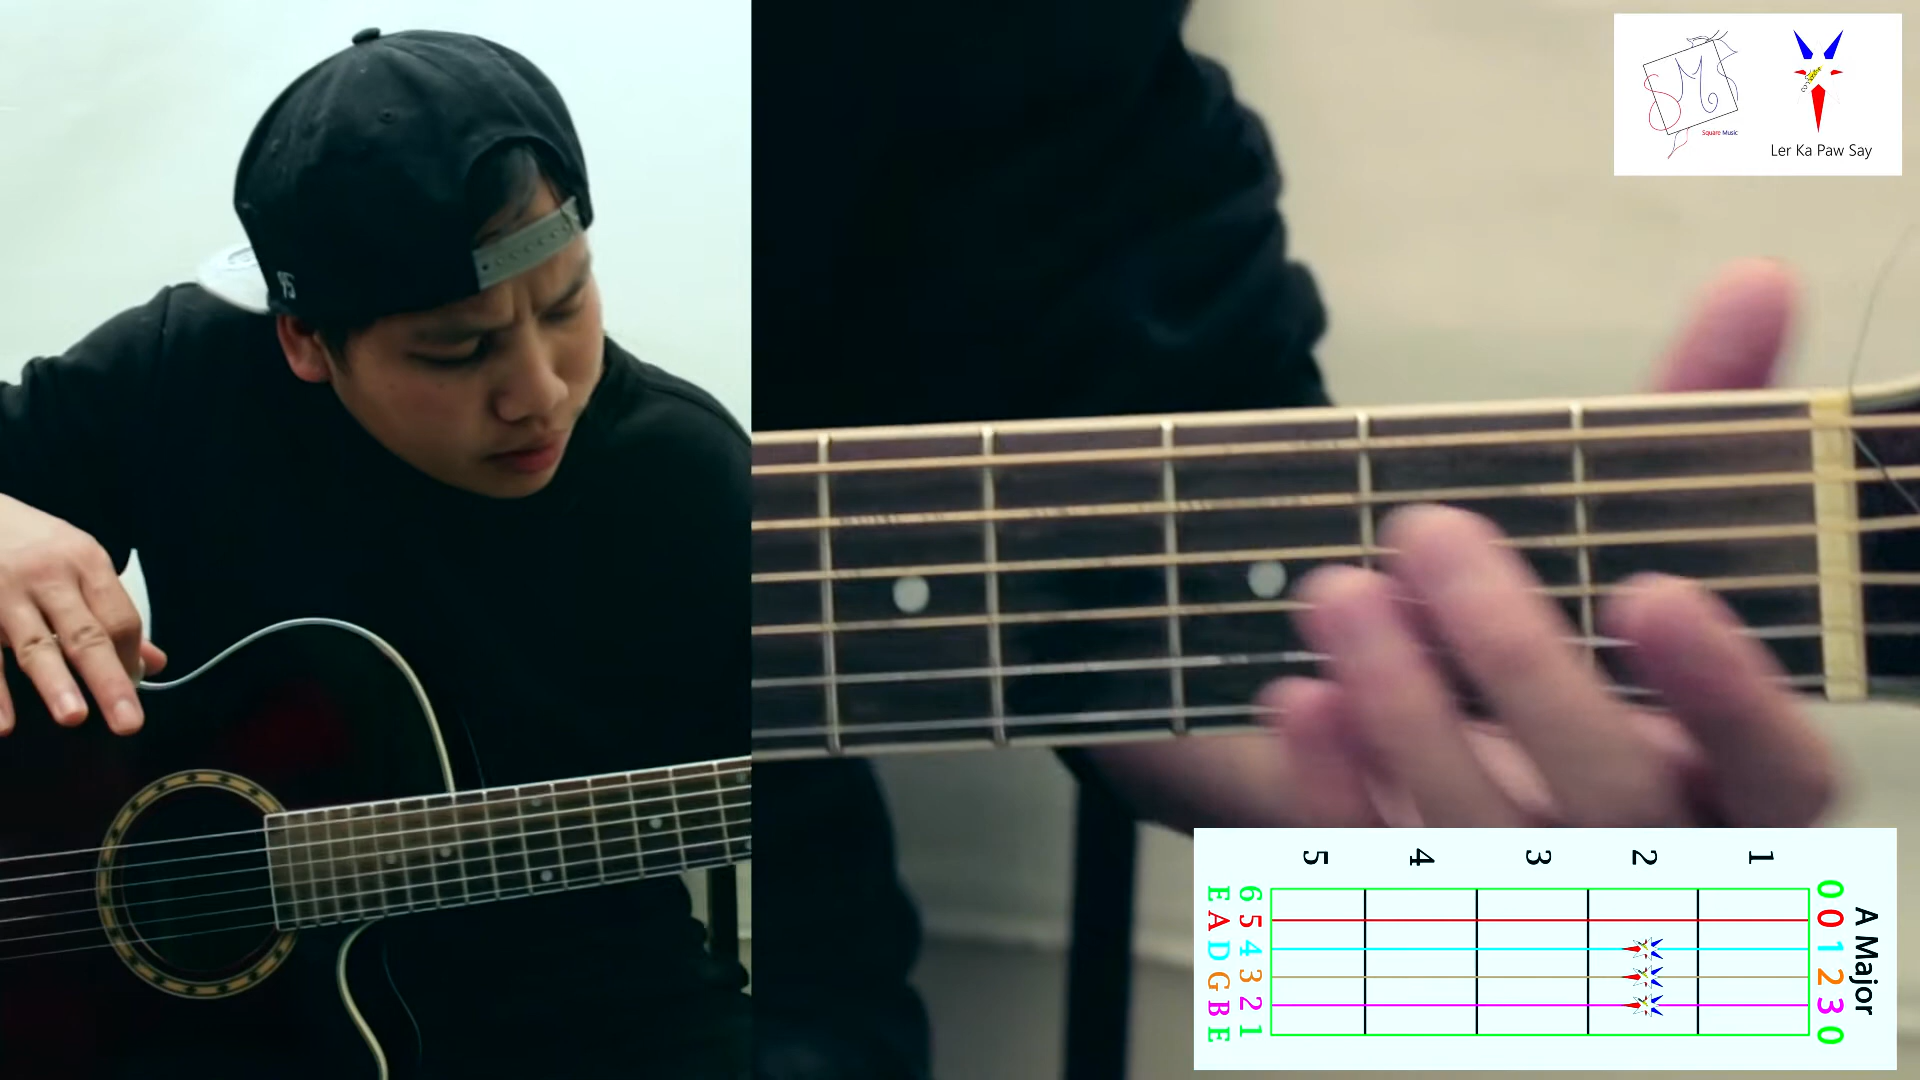 SMS
Square Music
Ler Ka Paw Say
5 4 3 2 1
E 6 0
A 5 0
D 4 1
G 3 2
B 2 3
E 1 0
A Major